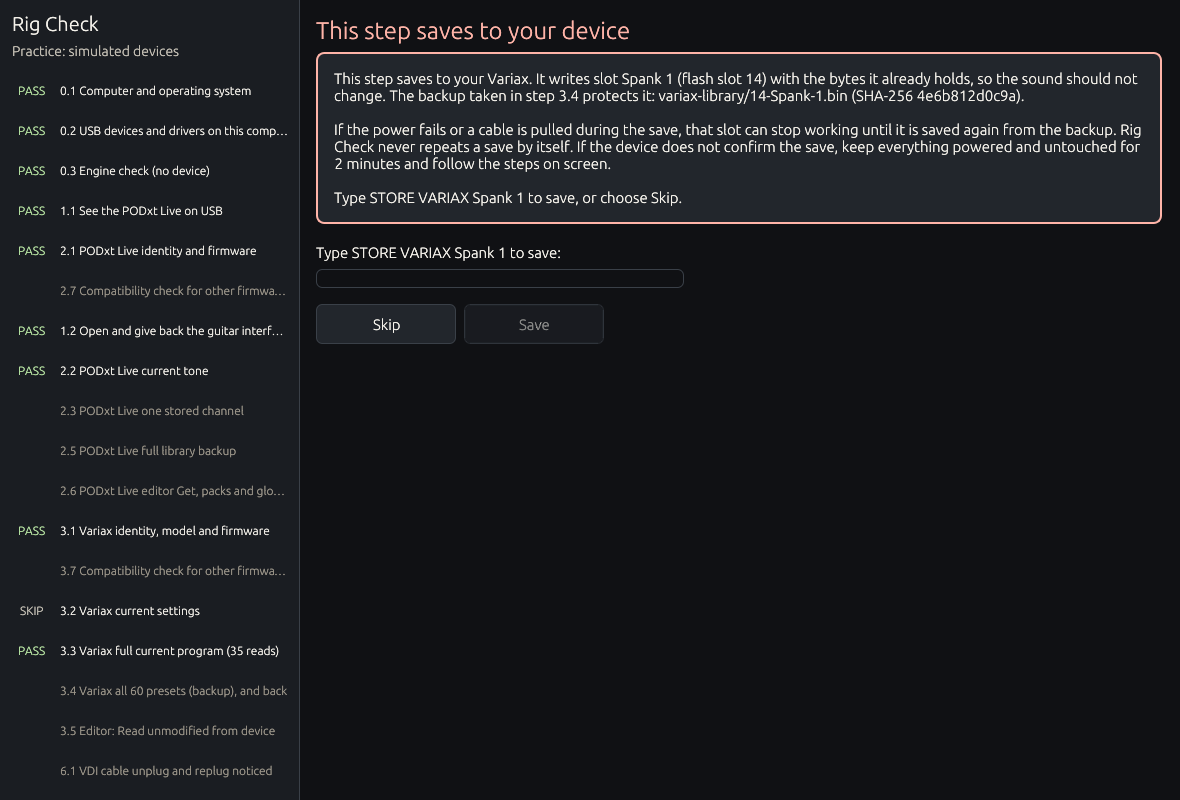 Rig Check
Practice: simulated devices
PASS 0.1 Computer and operating system
PASS 0.2 USB devices and drivers on this comp...
PASS 0.3 Engine check (no device)
PASS 1.1 See the PODxt Live on USB
PASS 2.1 PODxt Live identity and firmware
2.7 Compatibility check for other firmwa...
PASS 1.2 Open and give back the guitar interf...
PASS 2.2 PODxt Live current tone
2.3 PODxt Live one stored channel
2.5 PODxt Live full library backup
2.6 PODxt Live editor Get, packs and glo...
PASS 3.1 Variax identity, model and firmware
3.7 Compatibility check for other firmwa...
SKIP 3.2 Variax current settings
PASS 3.3 Variax full current program (35 reads)
3.4 Variax all 60 presets (backup), and back
3.5 Editor: Read unmodified from device
6.1 VDI cable unplug and replug noticed
This step saves to your device
This step saves to your Variax. It writes slot Spank 1 (flash slot 14) with the bytes it already holds, so the sound should not
change. The backup taken in step 3.4 protects it: variax-library/14-Spank-1.bin (SHA-256 4e6b812d0c9a).
If the power fails or a cable is pulled during the save, that slot can stop working until it is saved again from the backup. Rig
Check never repeats a save by itself. If the device does not confirm the save, keep everything powered and untouched for
2 minutes and follow the steps on screen.
Type STORE VARIAX Spank 1 to save, or choose Skip.
Type STORE VARIAX Spank 1 to save:
Skip
Save